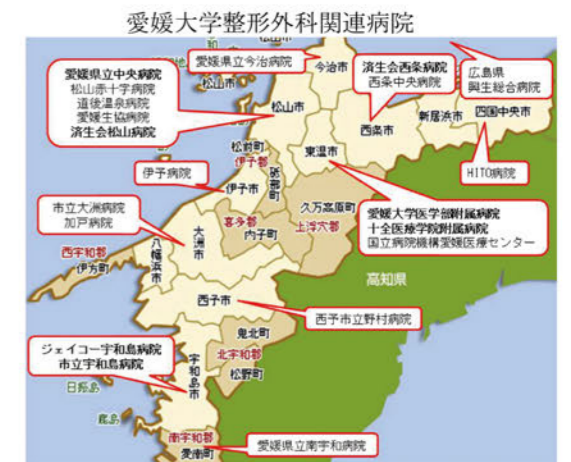 愛媛大学整形外科関連病院
愛媛県立今治病院
今治市
済生会西条病院
西条中央病院
広島県
興生総合病院
愛媛県立中央病院
松山赤十字病院
道後温泉病院
愛媛生協病院
済生会松山病院
松山市
松山市
西条市
新居浜市
四国中央市
東温市
HITO病院
松前町
伊予郡
砥部町
伊予病院
伊予市
久万高原町
上浮穴郡
愛媛大学医学部附属病院
十全医療学院附属病院
国立病院機構愛媛医療センター
市立大洲病院
加戸病院
大洲市
喜多郡
内子町
西宇和郡
伊方町
八幡浜市
高知県
西予市
西予市立野村病院
鬼北町
北宇和郡
松野町
ジェイコー宇和島病院
市立宇和島病院
宇和島市
日振島
南宇和郡
愛南町
愛媛県立南宇和病院